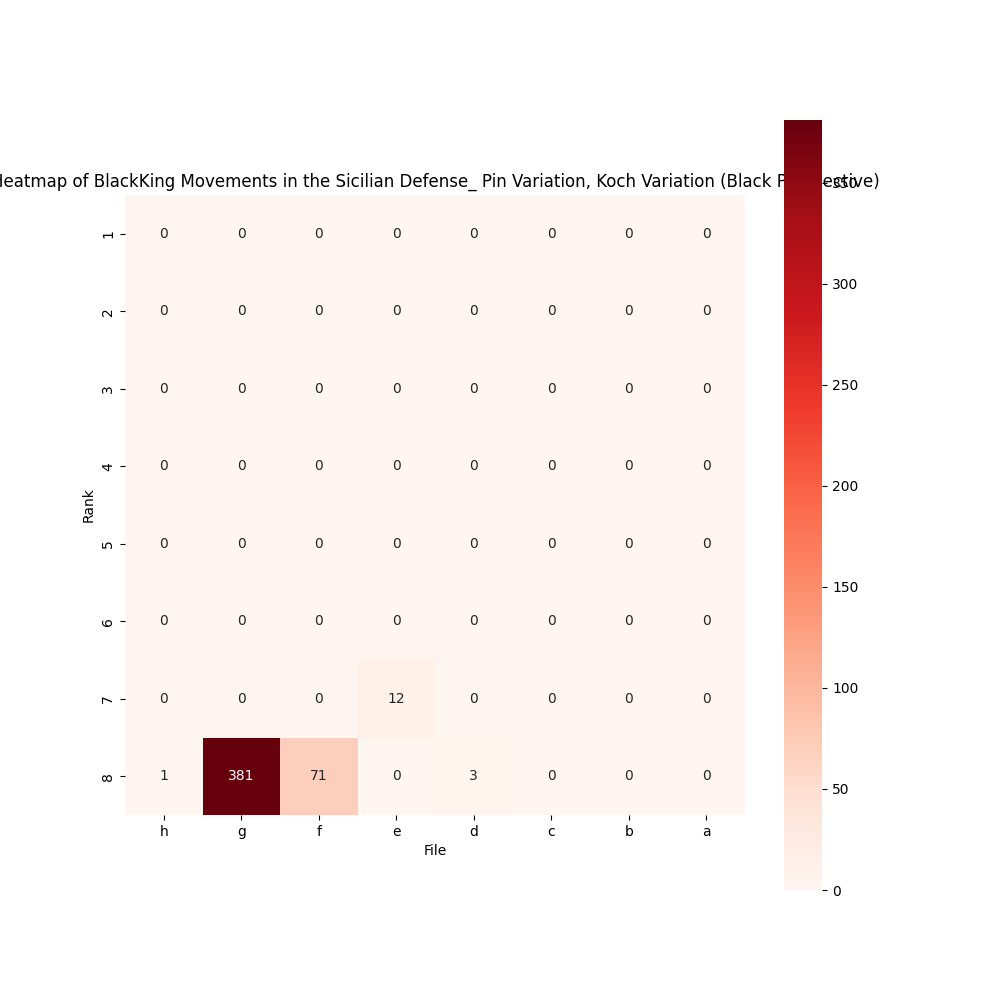 Heatmap of BlackKing Movements in the Sicilian Defense_ Pin Variation, Koch Variation (Black
350
1 0 0 0 0 0 0 0 0
300
2 0 0 0 0 0 0 0 0
3 0 0 0 0 0 0 0 0
250
4 0 0 0 0 0 0 0 0
200
Rank
5 0 0 0 0 0 0 0 0
150
6 0 0 0 0 0 0 0 0
100
7 0 0 0 12 0 0 0 0
50
8 1 381 71 0 3 0 0 0
h g f e d c b a
File
0